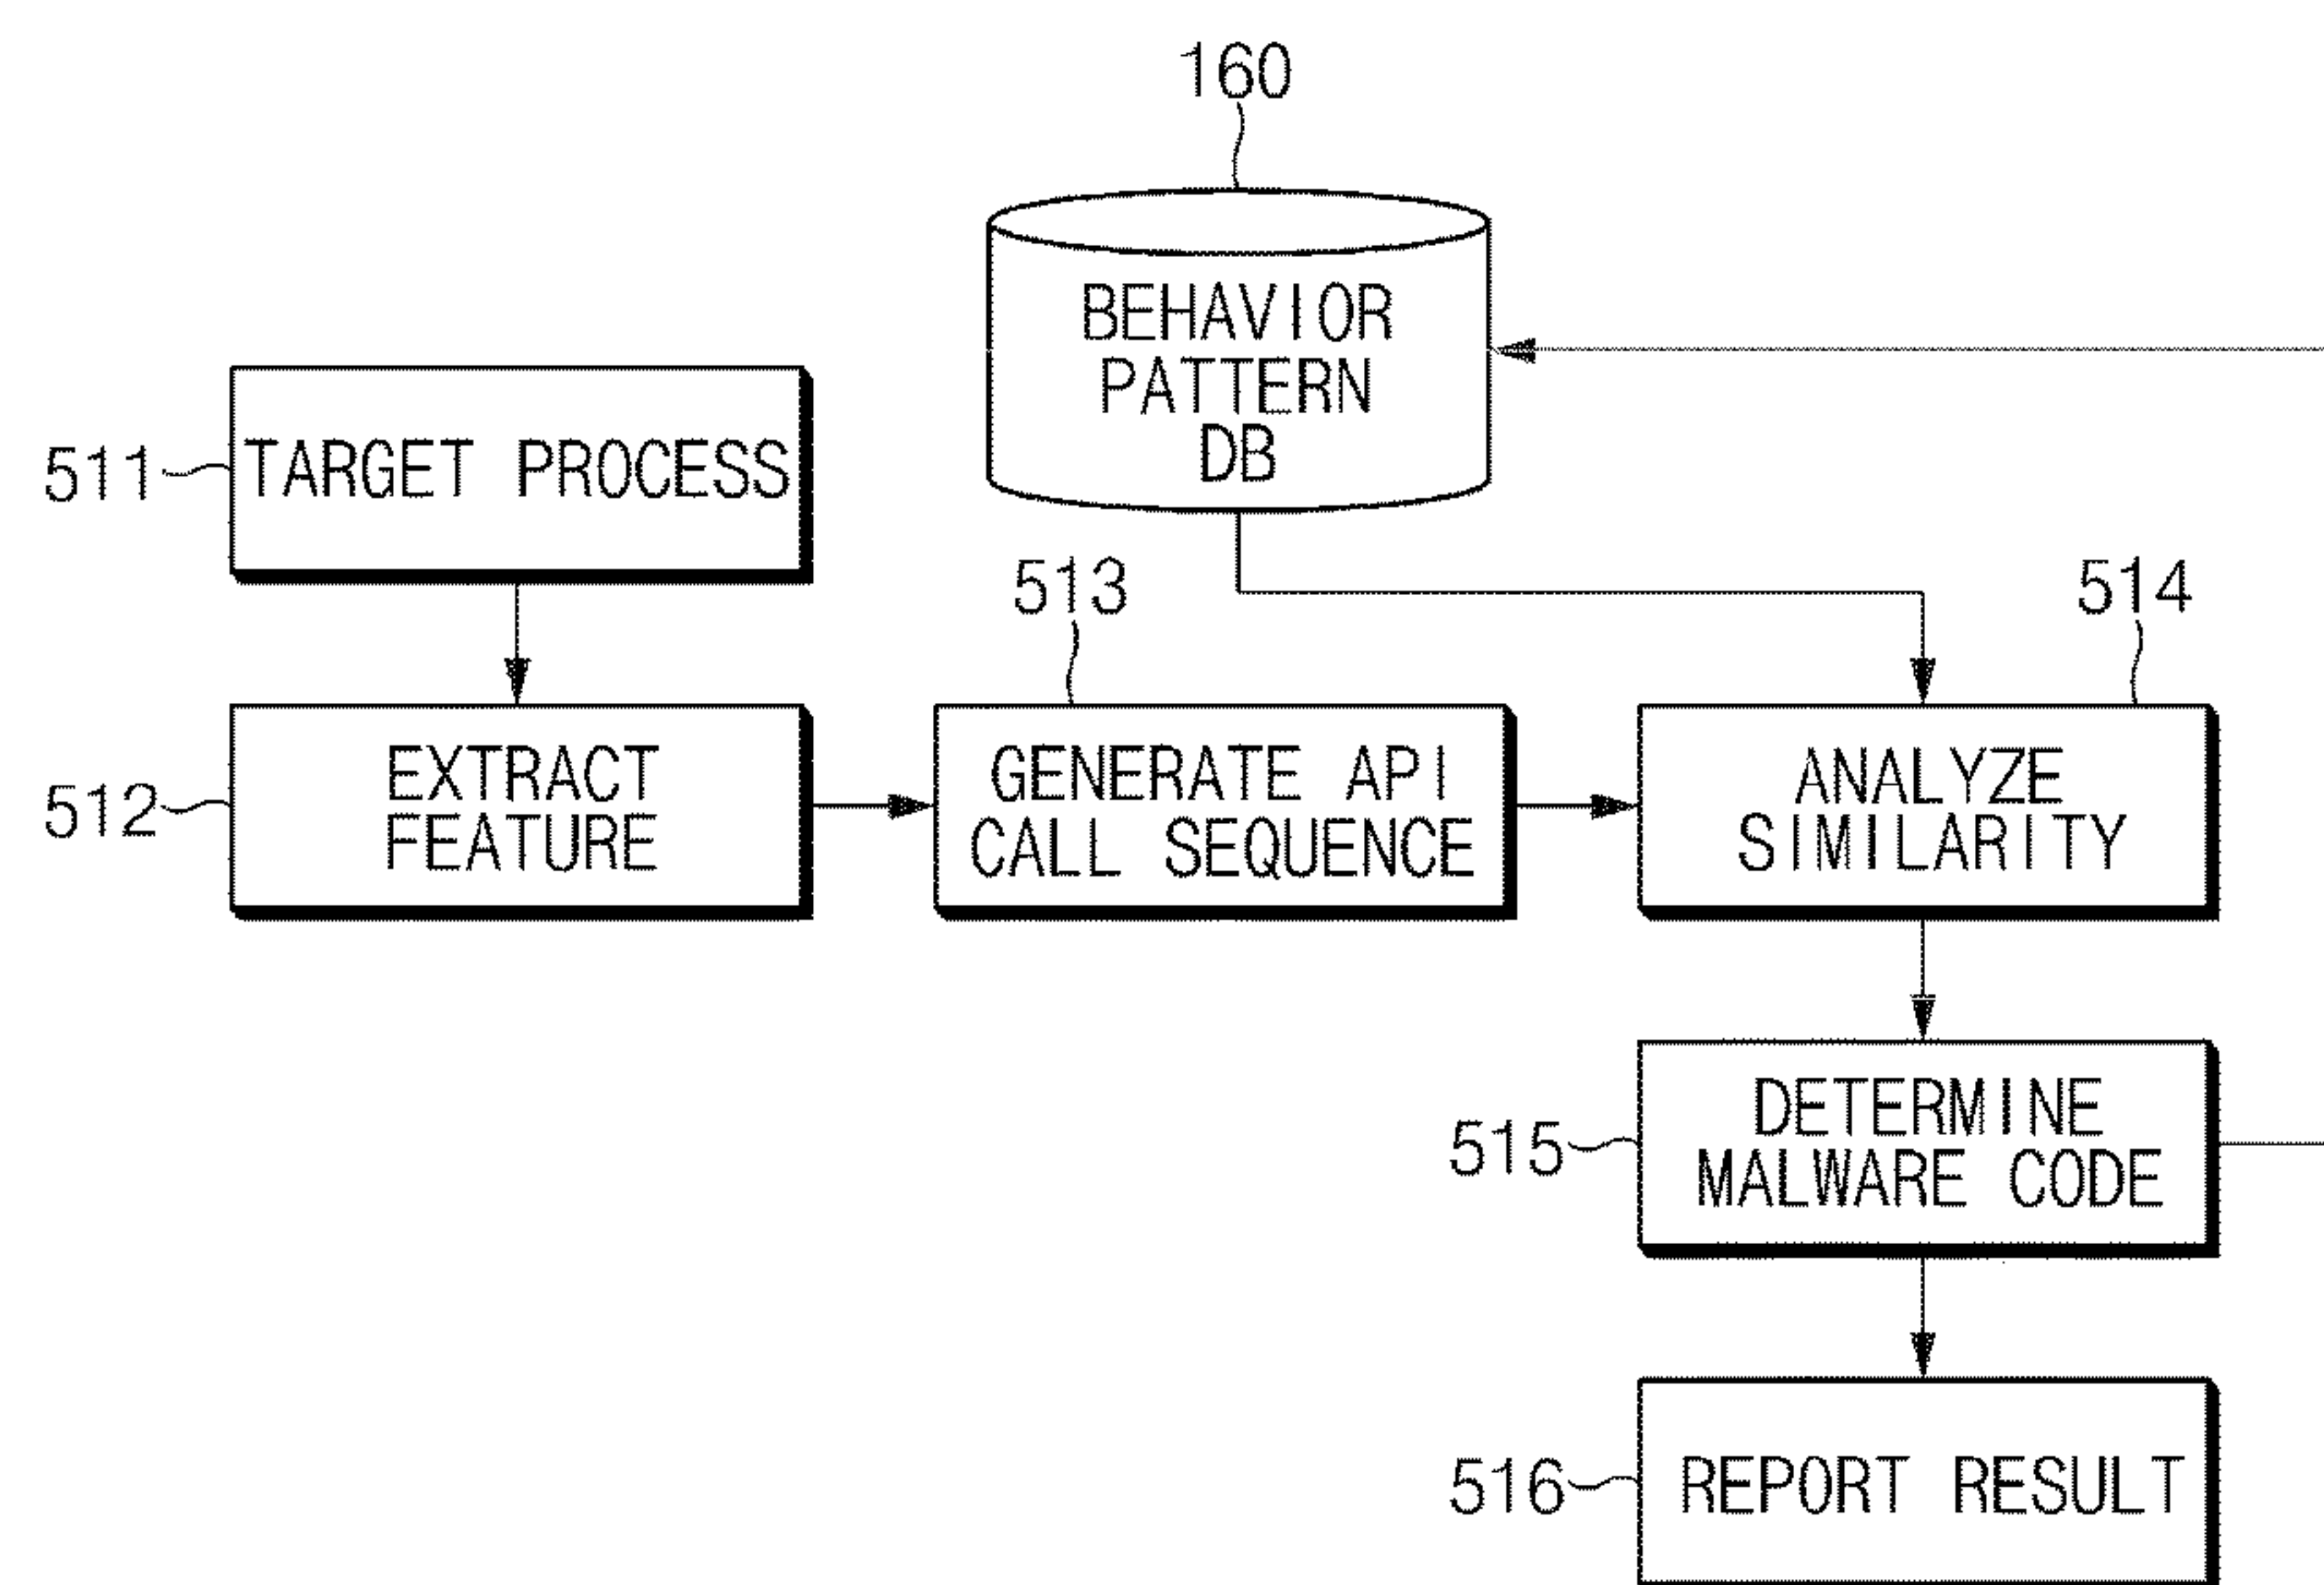 160
BEHAVIOR
PATTERN
DB
511
TARGET PROCESS
513
514
512
EXTRACT
FEATURE
GENERATE API
CALL SEQUENCE
ANALYZE
SIMILARITY
515
DETERMINE
MALWARE CODE
516
REPORT RESULT